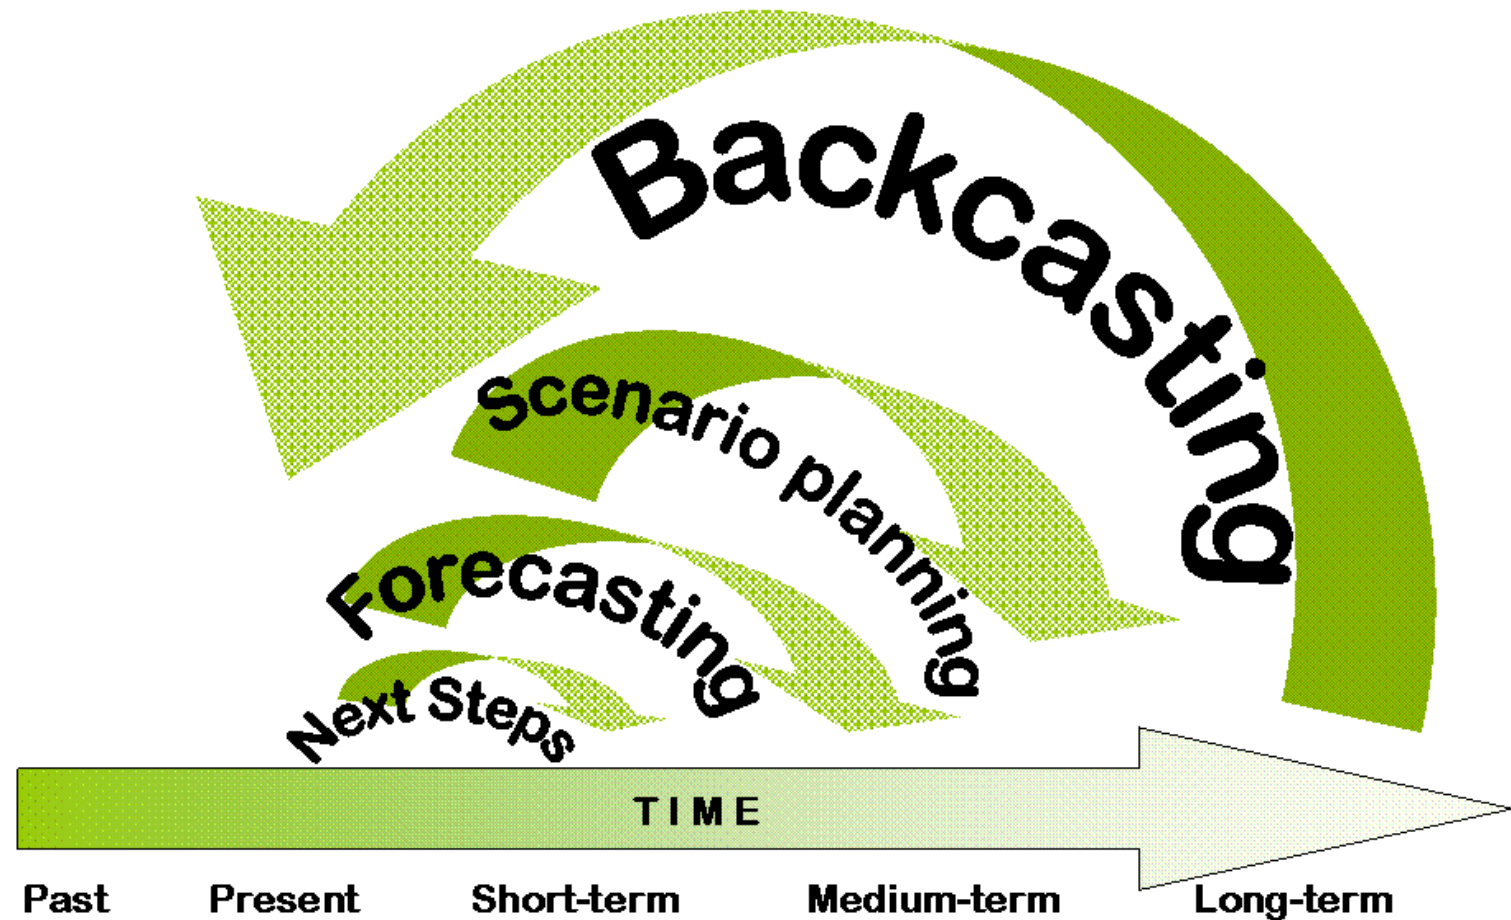 Backcasting
Scenario planning
Forecasting
Next Steps
TIME
Past Present Short-term Medium-term Long-term